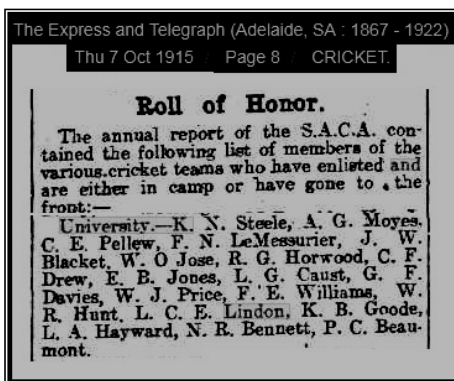 The Express and Telegraph (Adelaide, SA : 1867 - 1922)
Thu 7 Oct 1915 / Page 8 / CRICKET.
Roll of Honor.
The annual report of the S.A.C.A. con-
tained the following list of members of the
various cricket teams who have enlisted and
are either in camp or have gone to the
front:—
University.—K. N. Steele, A. G. Moyes,
C. E. Pellew, F. N. LeMessurier, J. W.
Blacket, W. O Jose, R. G. Horwood, C. F.
Drew, E. B. Jones, L. G. Caust, G. F.
Davies, W. J. Price, F. E. Williams, W.
R. Hunt, L. C. E. Lindon, K. B. Goode,
L. A. Hayward, N. R. Bennett, P. C. Beau-
mont.